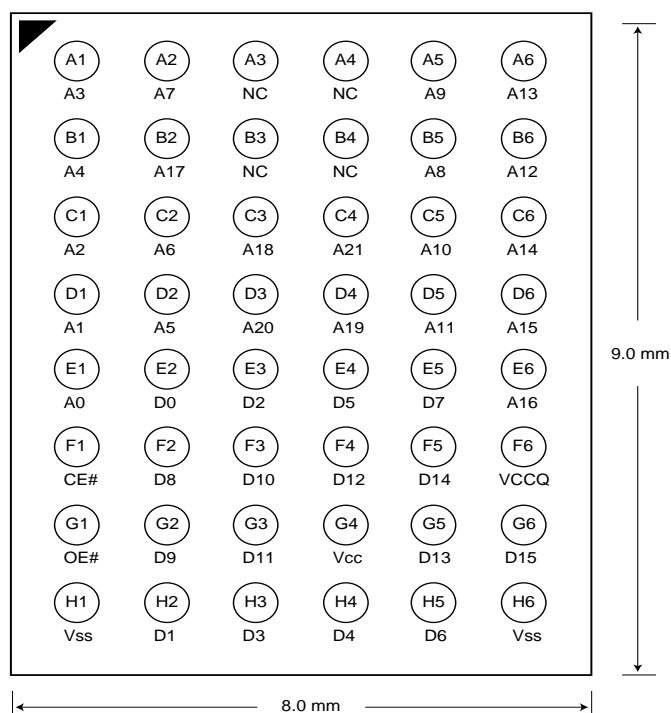 A1 A2 A3 A4 A5 A6
A3 A7 NC NC A9 A13
B1 B2 B3 B4 B5 B6
A4 A17 NC NC A8 A12
C1 C2 C3 C4 C5 C6
A2 A6 A18 A21 A10 A14
D1 D2 D3 D4 D5 D6
A1 A5 A20 A19 A11 A15
9.0 mm
E1 E2 E3 E4 E5 E6
A0 D0 D2 D5 D7 A16
F1 F2 F3 F4 F5 F6
CE# D8 D10 D12 D14 VCCQ
G1 G2 G3 G4 G5 G6
OE# D9 D11 Vcc D13 D15
H1 H2 H3 H4 H5 H6
Vss D1 D3 D4 D6 Vss
8.0 mm